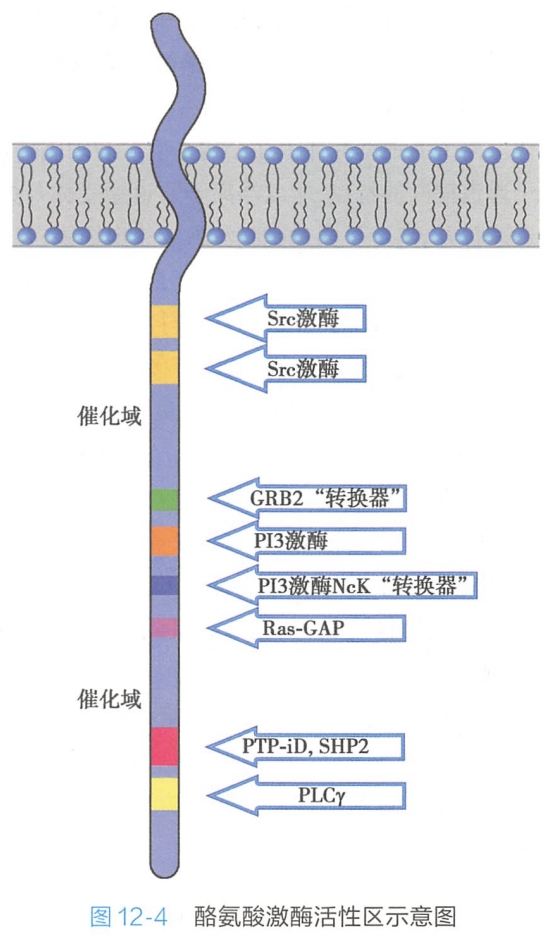 Src激酶
Src激酶
催化域
GRB2“转换器”
PI3激酶
PI3激酶NcK“转换器”
Ras-GAP
催化域
PTP-iD, SHP2
PLCγ
图 12-4 酪氨酸激酶活性区示意图